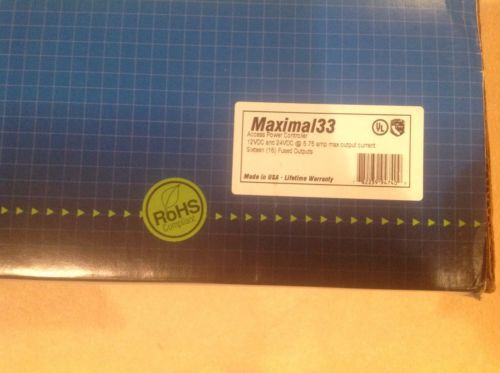 Maximal33
Access Power Controller
12VDC and 24VDC @ 5.75 amp max output current
Sixteen (16) Fused Outputs
Made in USA - Lifetime Warranty
UL
RoHS
Compliant